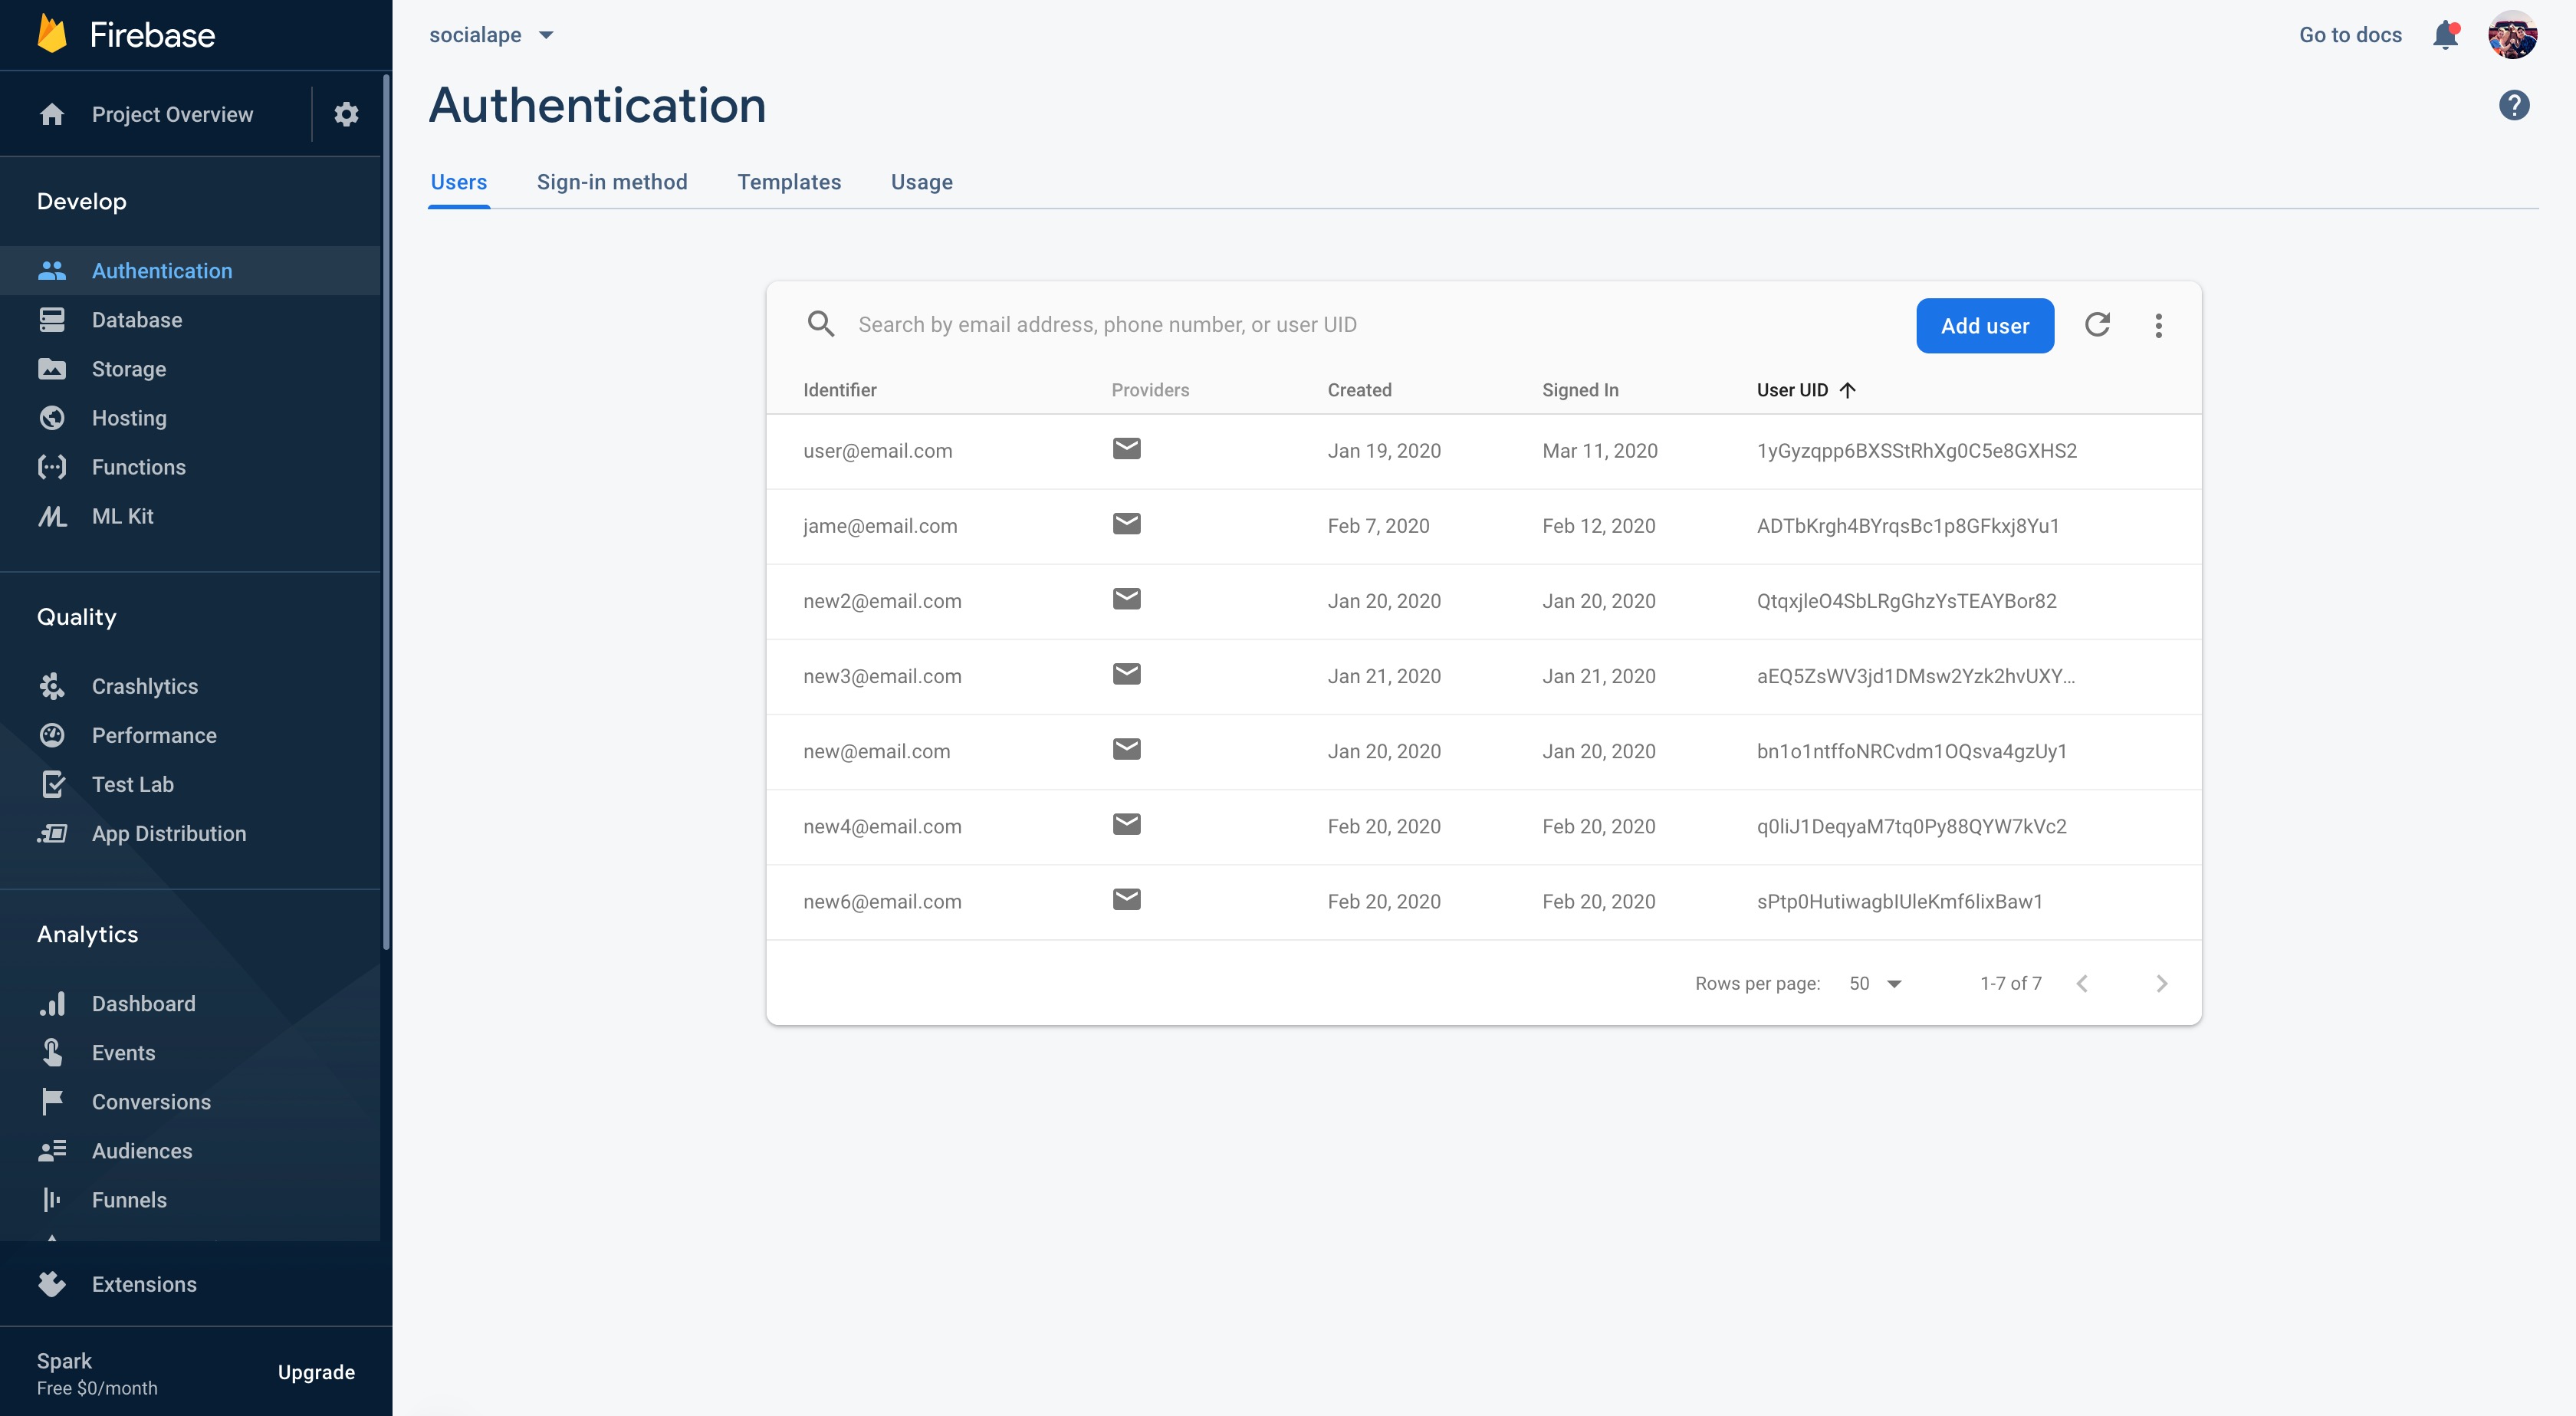 Firebase
socialape
Go to docs
Project Overview
Authentication
Users Sign-in method Templates Usage
Develop
Authentication
Database
Storage
Hosting
Functions
ML Kit
Quality
Crashlytics
Performance
Test Lab
App Distribution
Analytics
Dashboard
Events
Conversions
Audiences
Funnels
Extensions
Spark
Free $0/month
Upgrade
Search by email address, phone number, or user UID
Add user
Identifier Providers Created Signed In User UID
user@email.com Jan 19, 2020 Mar 11, 2020 1yGyzqpp6BXSStRhXg0C5e8GXHS2
jame@email.com Feb 7, 2020 Feb 12, 2020 ADTbKrgh4BYrqsBc1p8GFkxj8Yu1
new2@email.com Jan 20, 2020 Jan 20, 2020 QtqxjleO4SbLRgGhzYsTEAYBor82
new3@email.com Jan 21, 2020 Jan 21, 2020 aEQ5ZsWV3jd1DMsw2Yzk2hvUXY...
new@email.com Jan 20, 2020 Jan 20, 2020 bn1o1ntffoNRCvdm1OQsva4gzUy1
new4@email.com Feb 20, 2020 Feb 20, 2020 q0liJ1DeqyaM7tq0Py88QYW7kVc2
new6@email.com Feb 20, 2020 Feb 20, 2020 sPtp0HutiwagbIUleKmf6lixBaw1
Rows per page: 50 1-7 of 7